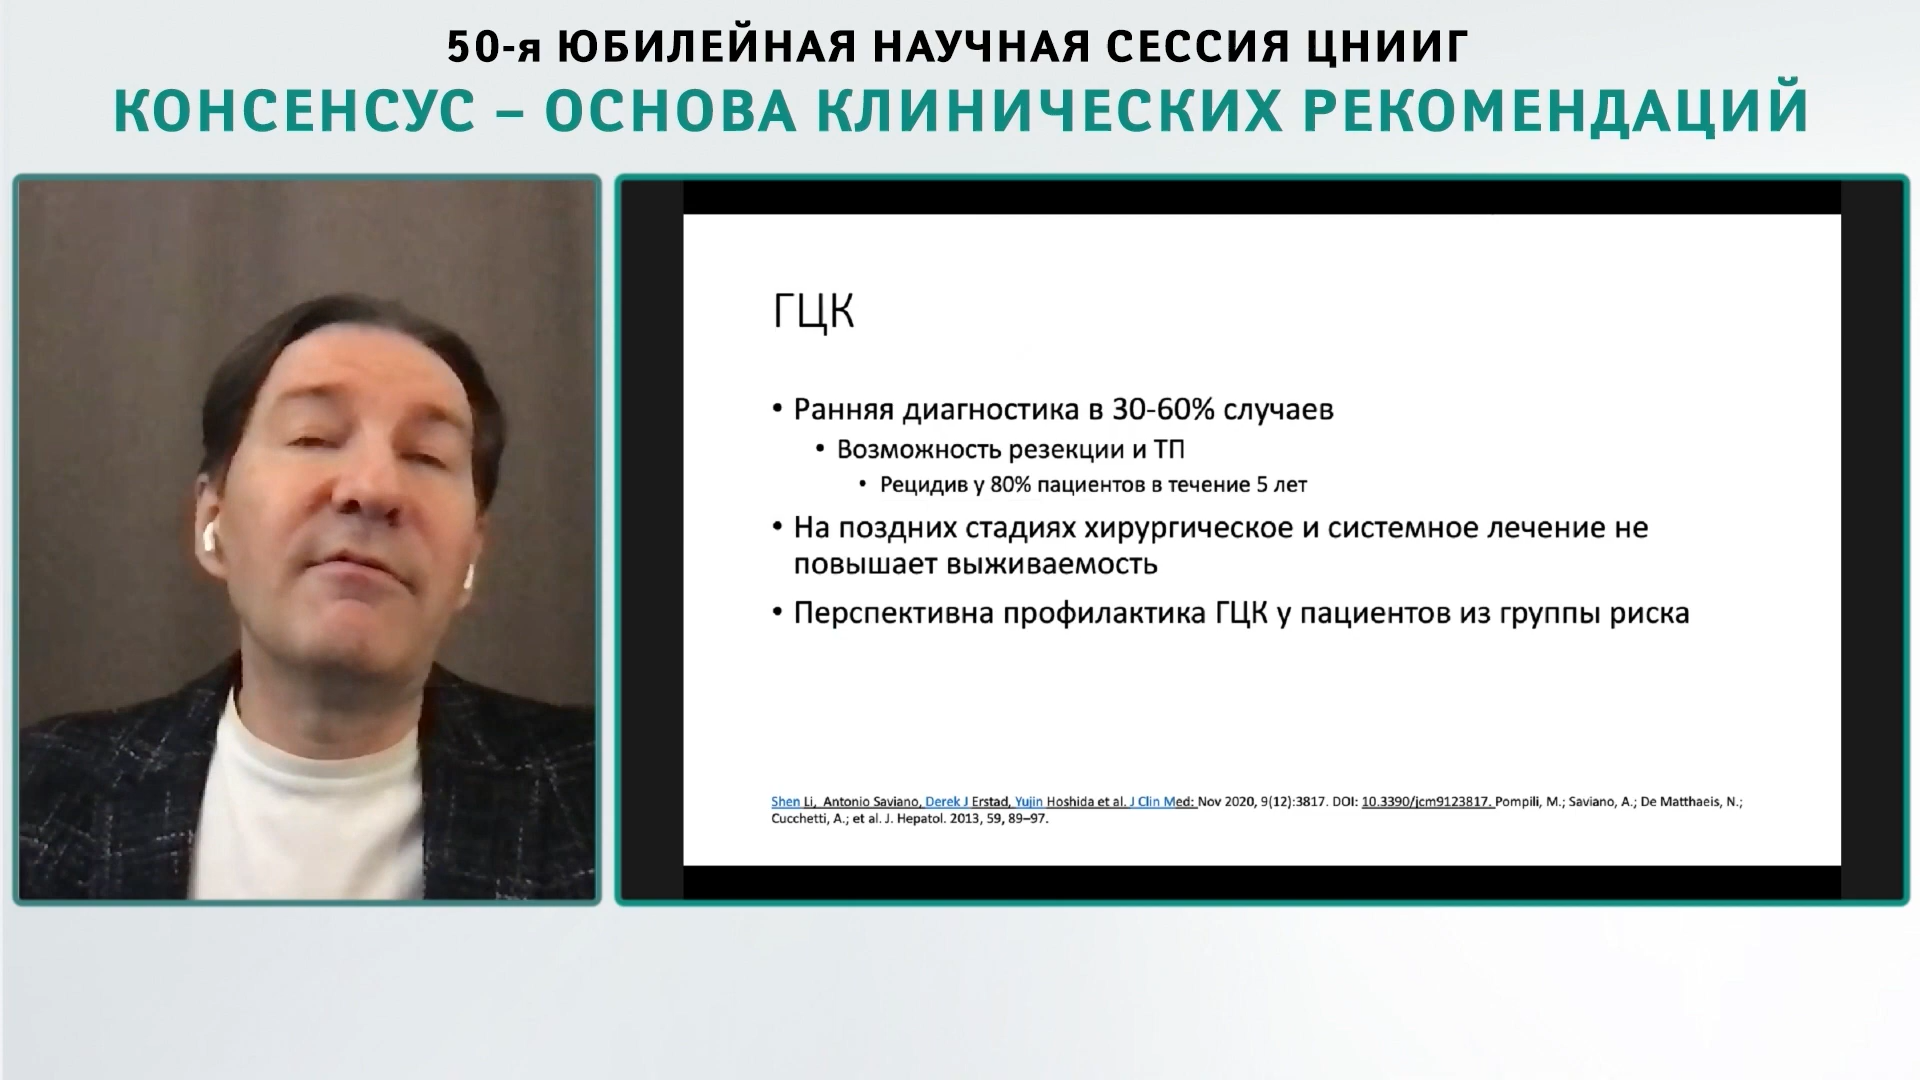 50-я ЮБИЛЕЙНАЯ НАУЧНАЯ СЕССИЯ ЦНИИГ
КОНСЕНСУС – ОСНОВА КЛИНИЧЕСКИХ РЕКОМЕНДАЦИЙ
ГЦК
• Ранняя диагностика в 30-60% случаев
• Возможность резекции и ТП
• Рецидив у 80% пациентов в течение 5 лет
• На поздних стадиях хирургическое и системное лечение не
повышает выживаемость
• Перспективна профилактика ГЦК у пациентов из группы риска
Shen Li, Antonio Saviano, Derek J Erstad, Yujin Hoshida et al. J Clin Med: Nov 2020, 9(12):3817. DOI: 10.3390/jcm9123817. Pompili, M.; Saviano, A.; De Matthaeis, N.;
Cucchetti, A.; et al. J. Hepatol. 2013, 59, 89–97.